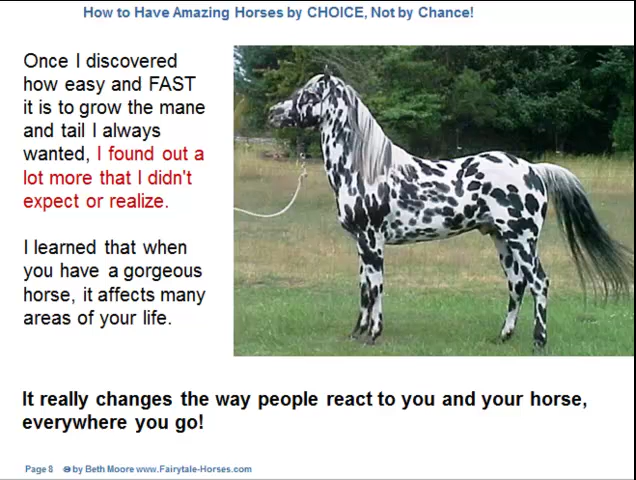 How to Have Amazing Horses by CHOICE, Not by Chance!
Once I discovered
how easy and FAST
it is to grow the mane
and tail I always
wanted, I found out a
lot more that I didn't
expect or realize.
I learned that when
you have a gorgeous
horse, it affects many
areas of your life.
It really changes the way people react to you and your horse,
everywhere you go!
Page 8 © by Beth Moore www.Fairytale-Horses.com